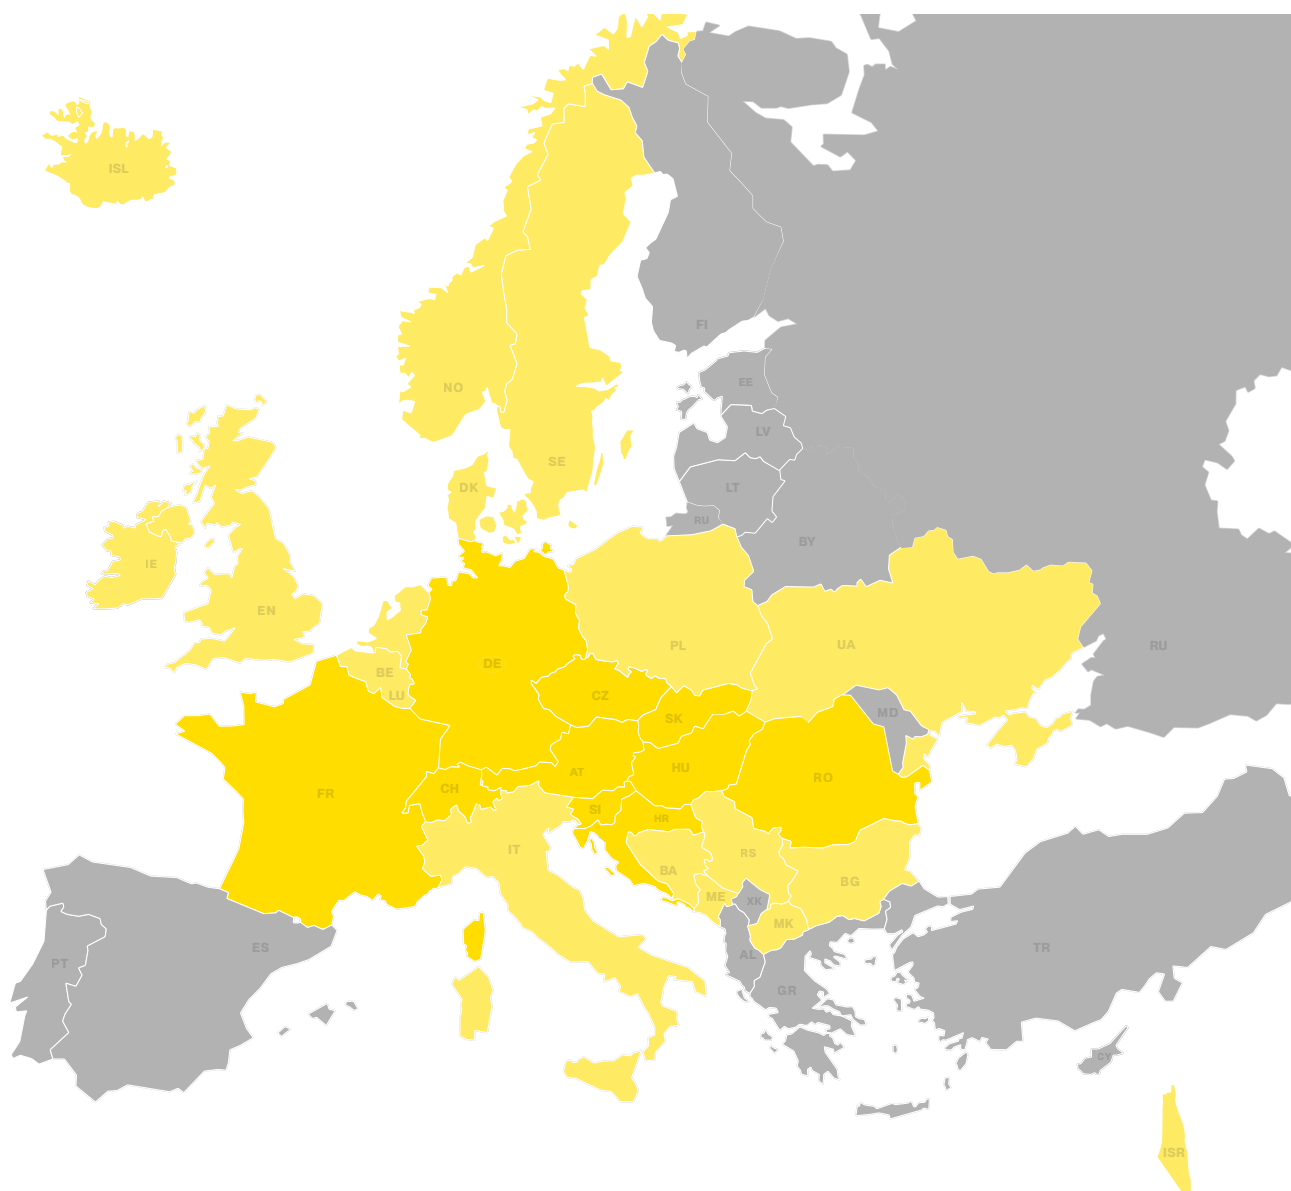 ISL
FI
EE
NO
LV
SE
DK
LT
RU
BY
IE
EN
PL
UA
RU
DE
BE
LU
CZ
MD
SK
HU
AT
RO
CH
FR
SI
HR
IT
RS
BA
BG
ME
XK
MK
ES
TR
AL
PT
GR
CY
ISR